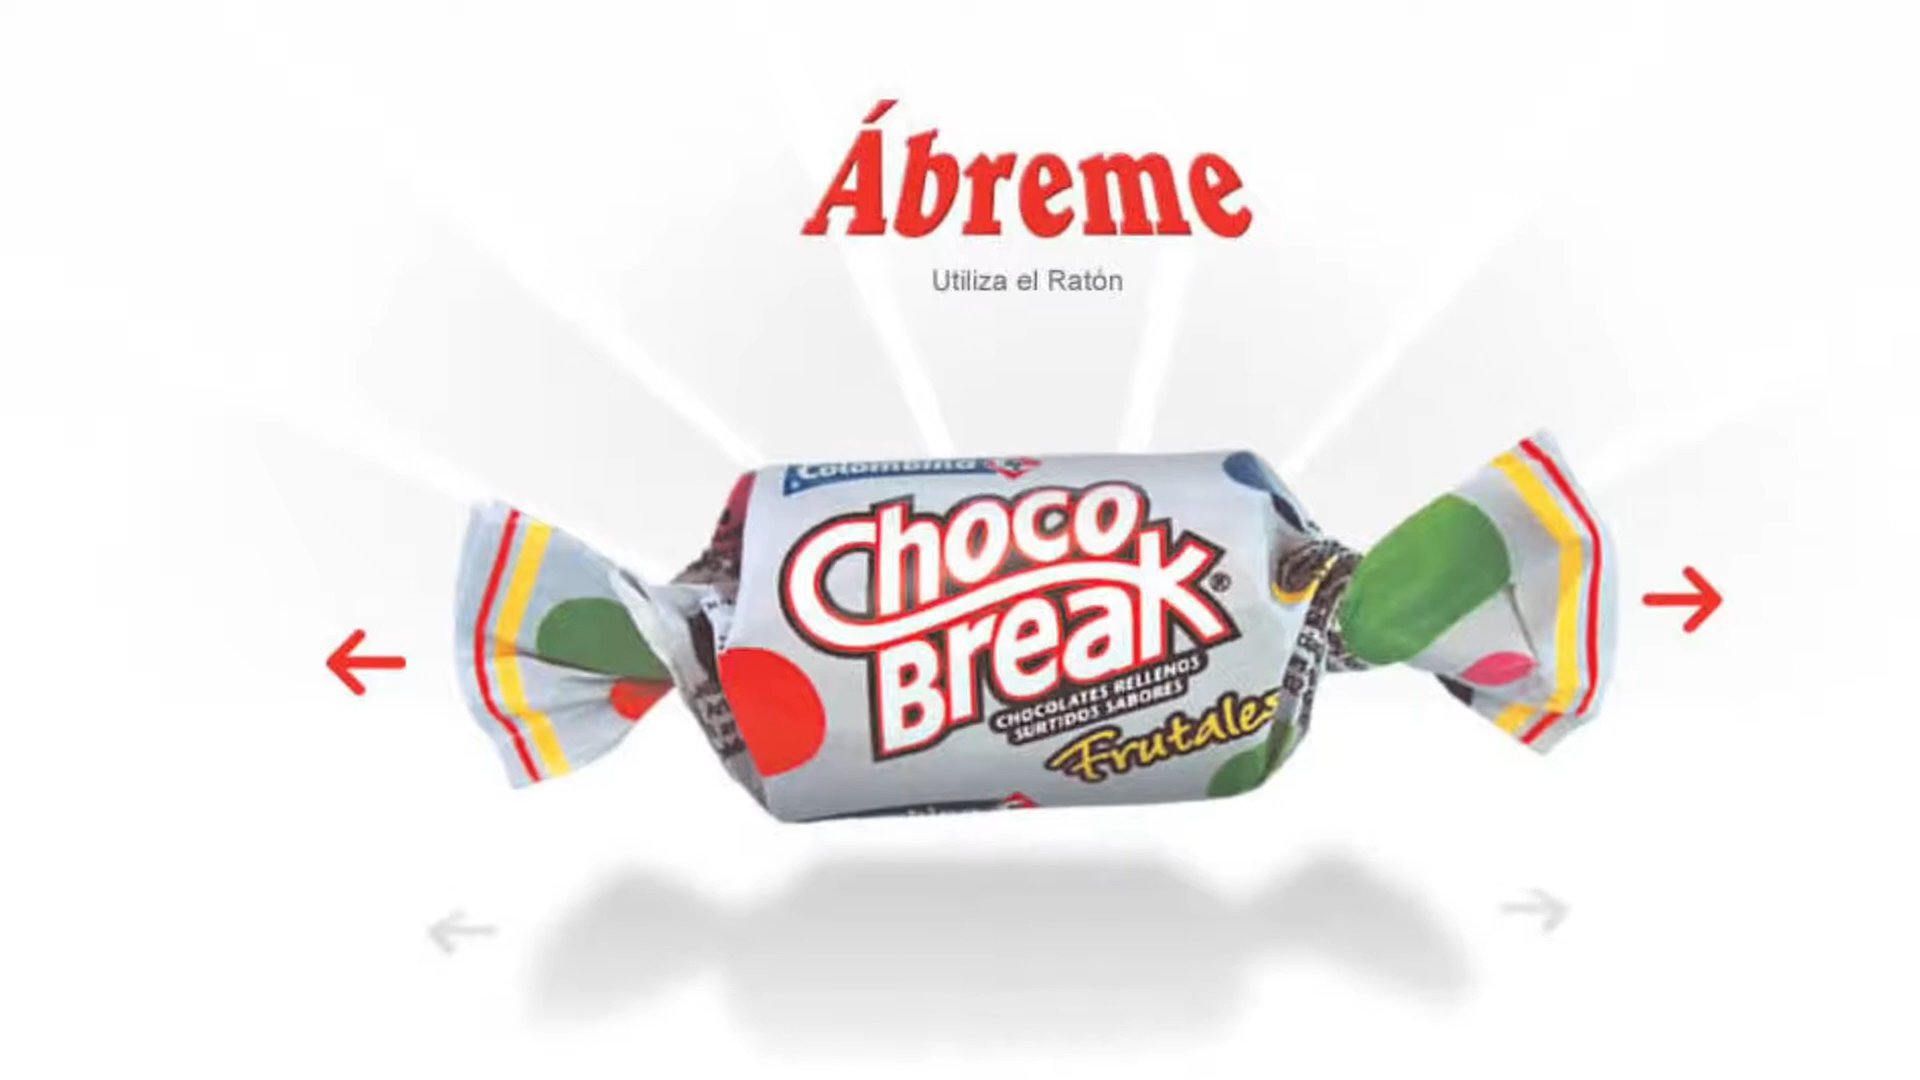 Ábreme
Utiliza el Ratón
Colombina
Choco
Break®
CHOCOLATES RELLENOS
SURTIDOS SABORES
Frutales